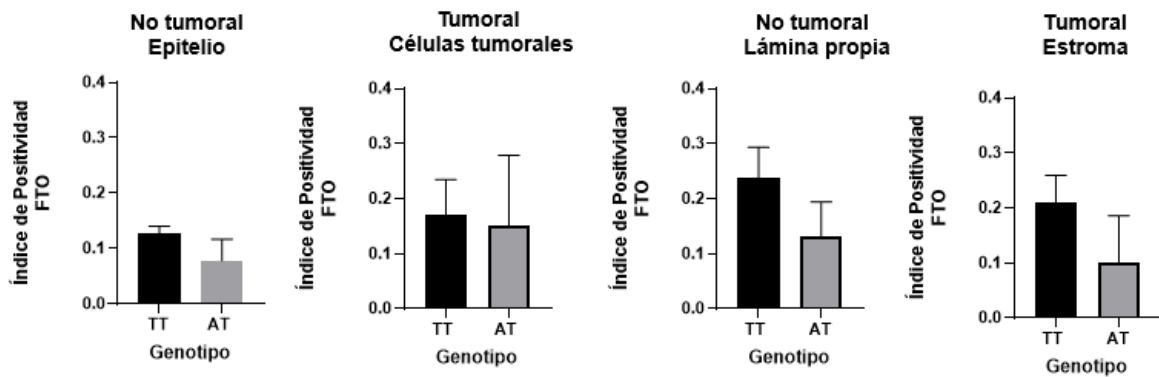 No tumoral
Epitelio
Índice de Positividad
FTO
0.4
0.3
0.2
0.1
0.0
TT AT
Genotipo
Tumoral
Células tumorales
Índice de Positividad
FTO
0.4
0.3
0.2
0.1
0.0
TT AT
Genotipo
No tumoral
Lámina propia
Índice de Positividad
FTO
0.4
0.3
0.2
0.1
0.0
TT AT
Genotipo
Tumoral
Estroma
Índice de Positividad
FTO
0.4
0.3
0.2
0.1
0.0
TT AT
Genotipo